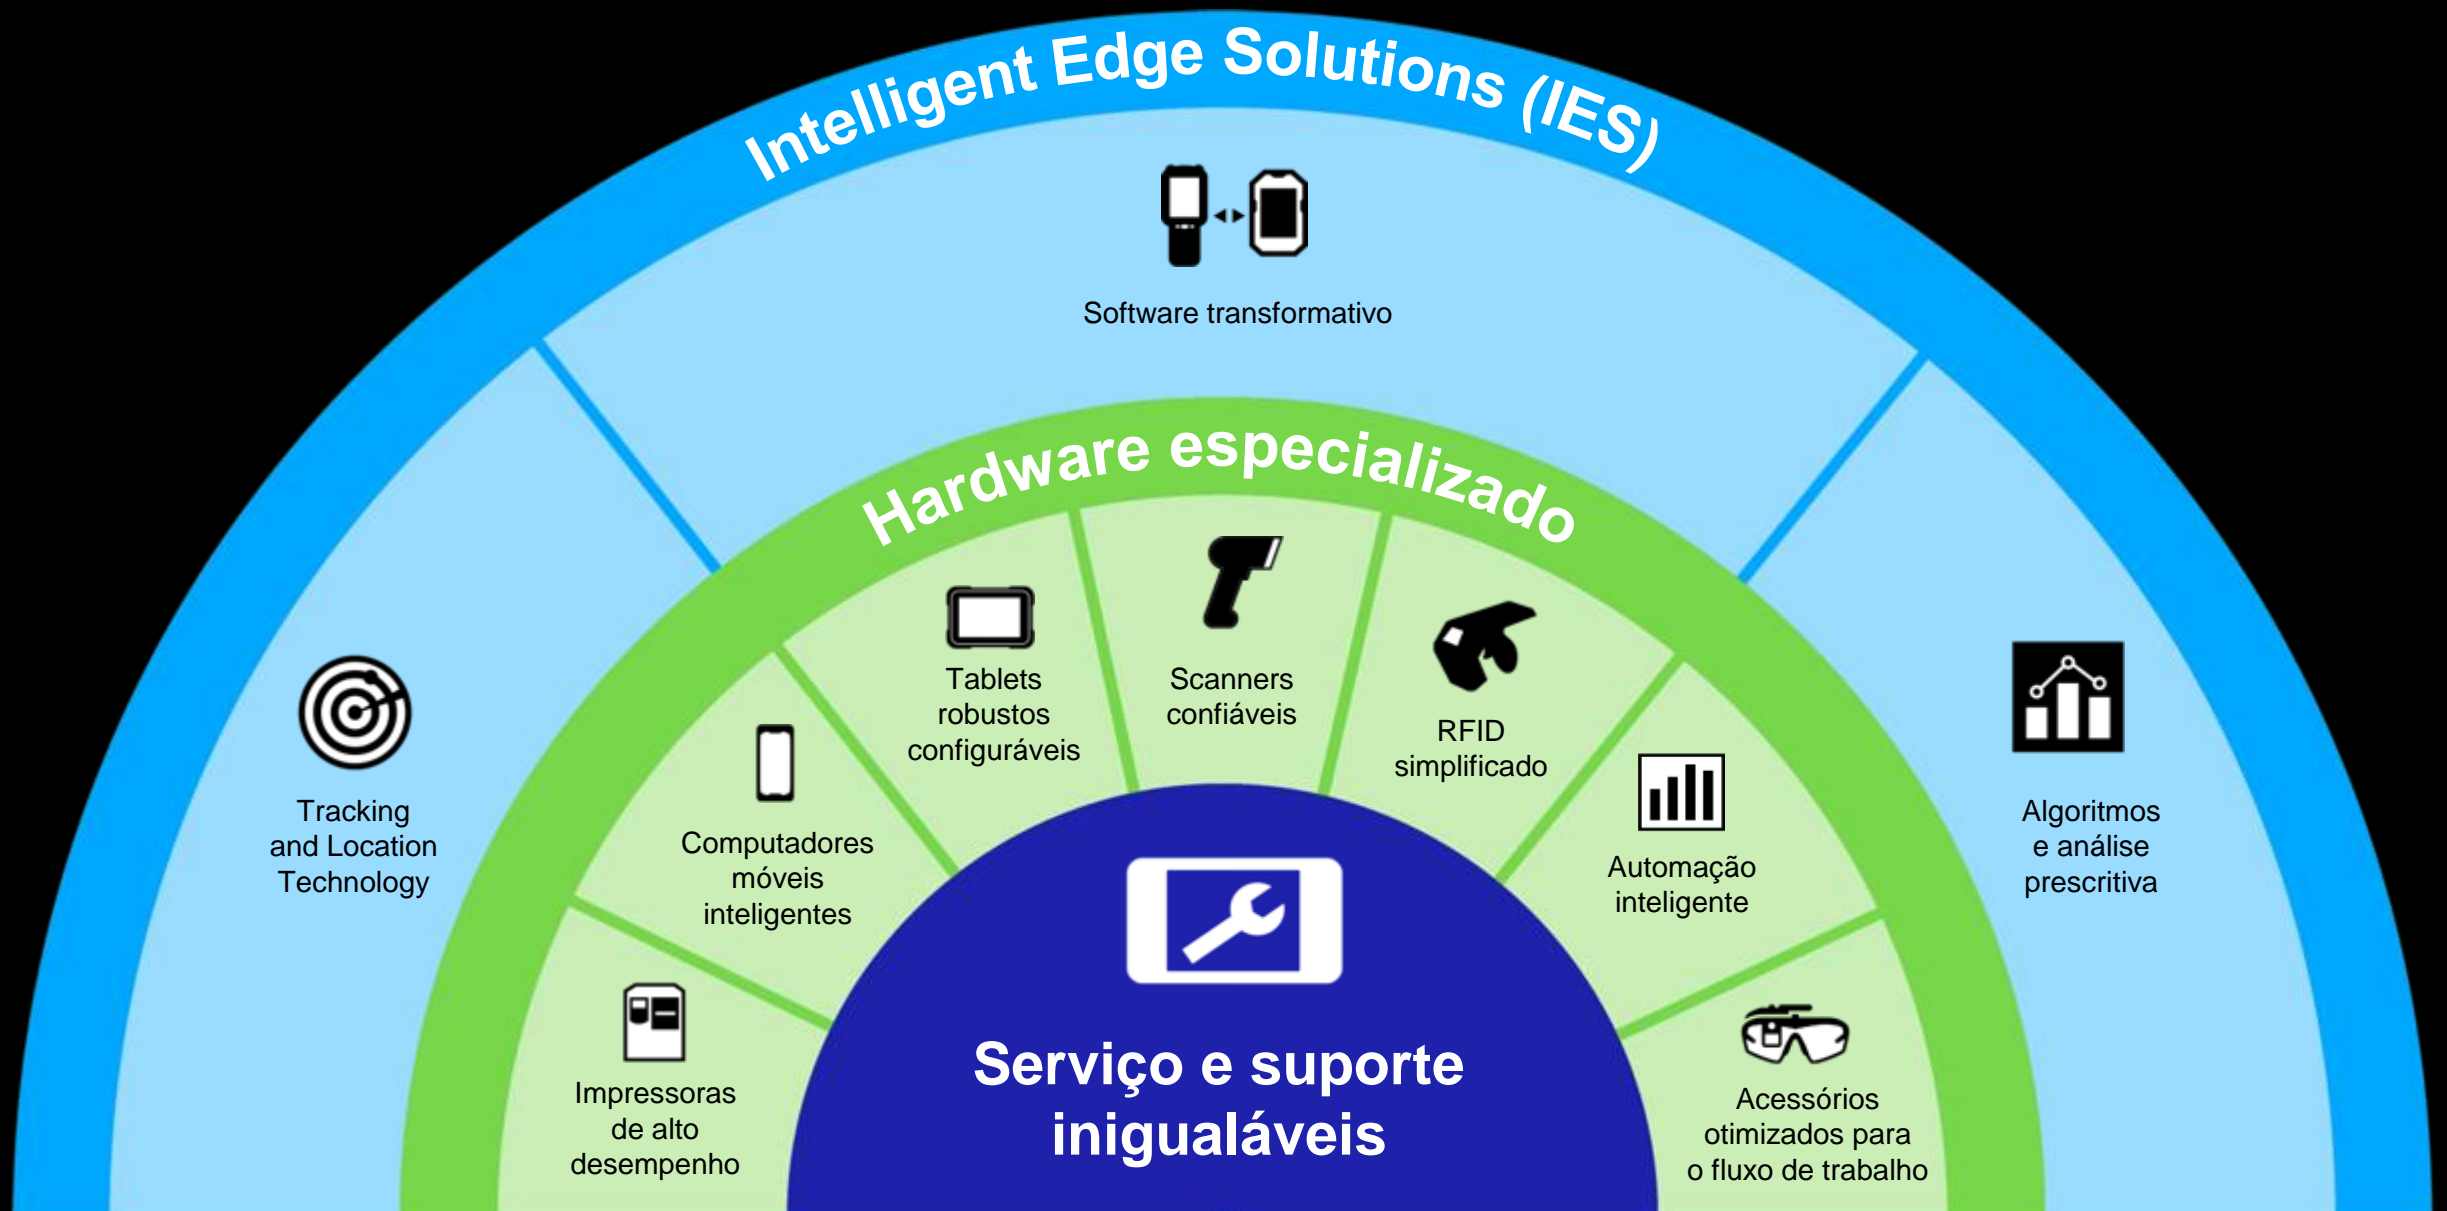 Intelligent Edge Solutions (IES)
Software transformativo
Hardware especializado
Tracking
and Location
Technology
Impressoras
de alto
desempenho
Computadores
móveis
inteligentes
Tablets
robustos
configuráveis
Scanners
confiáveis
RFID
simplificado
Automação
inteligente
Acessórios
otimizados para
o fluxo de trabalho
Algoritmos
e análise
prescritiva
Serviço e suporte
inigualáveis